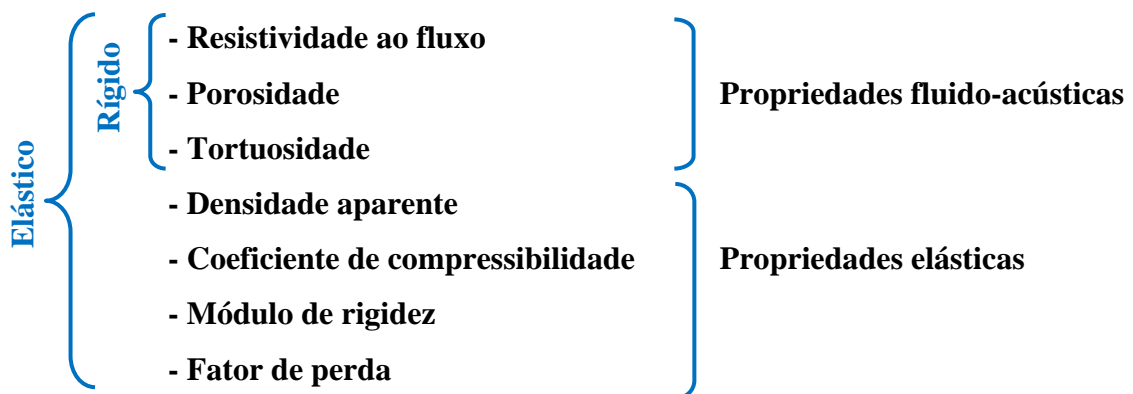 Elástico
Rígido
- Resistividade ao fluxo
- Porosidade
- Tortuosidade
Propriedades fluido-acústicas
- Densidade aparente
- Coeficiente de compressibilidade
- Módulo de rigidez
- Fator de perda
Propriedades elásticas